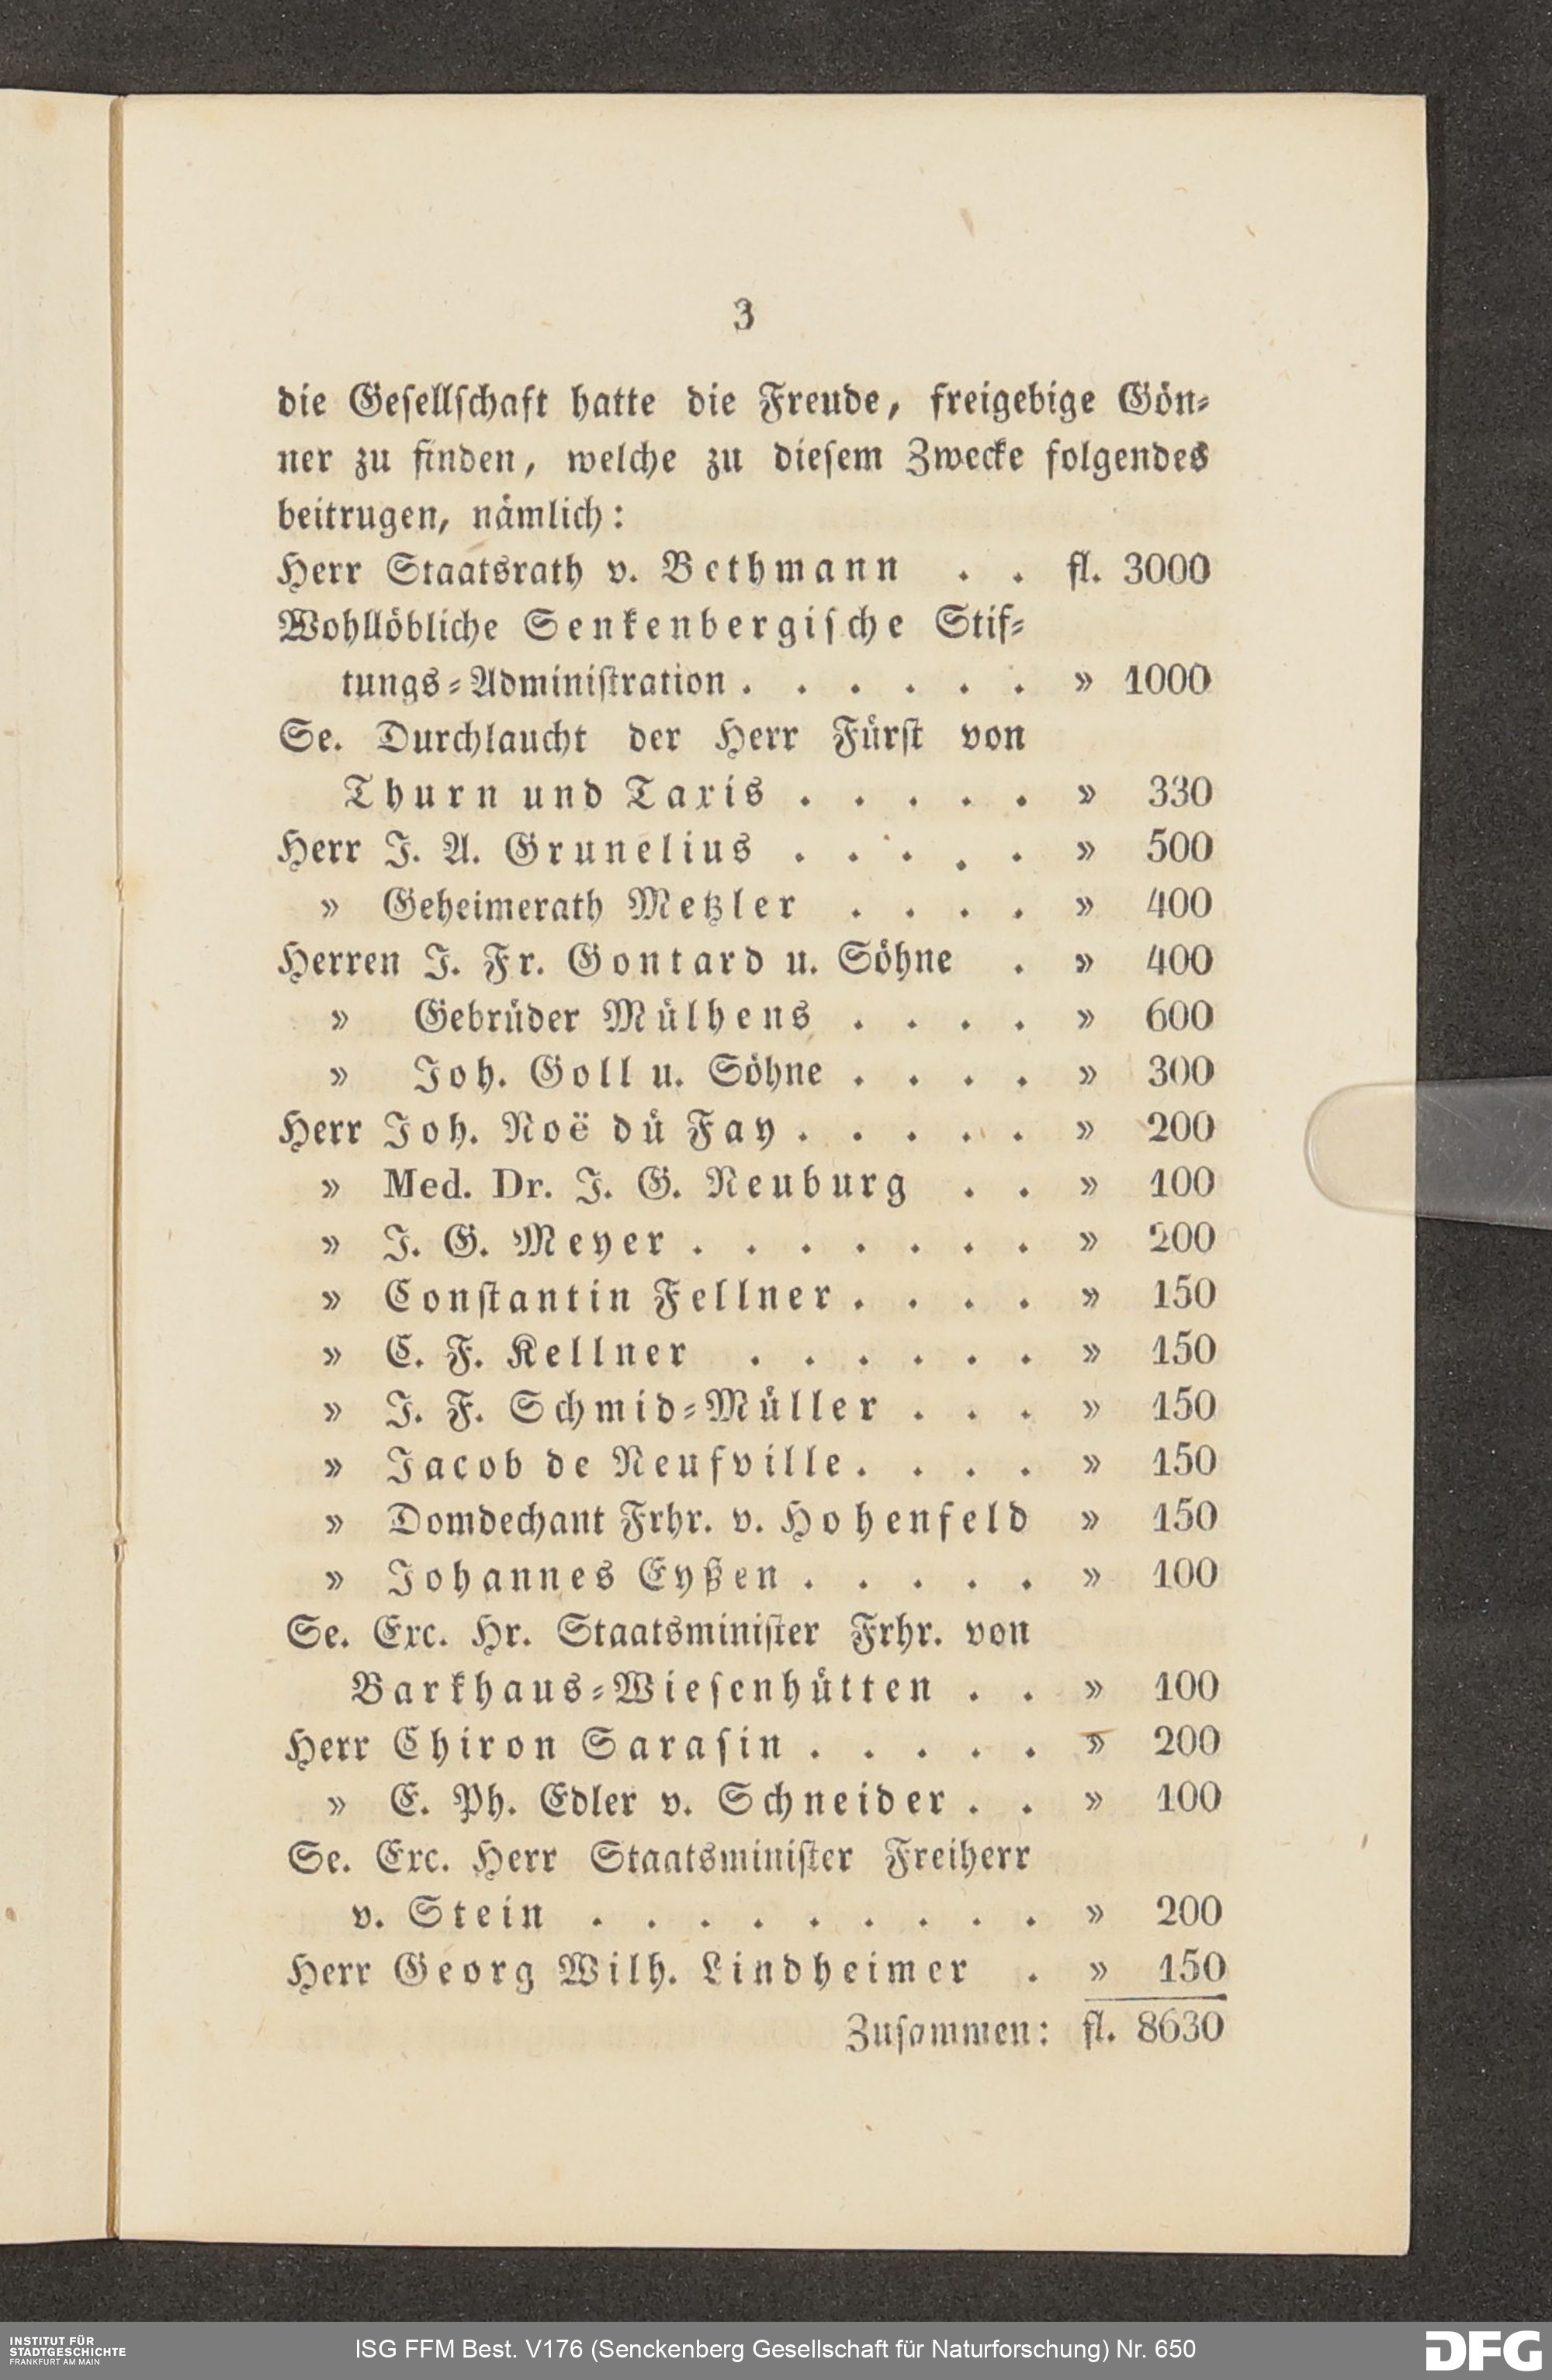 3
die Geſellſchaft hatte die Freude, freigebige Gön⸗
ner zu finden, welche zu dieſem Zwecke folgendes
beitrugen, nämlich:
Herr Staatsrath v. Bethmann . . fl. 3000
Wohllöbliche Senkenbergiſche Stif⸗
tungs⸗Adminiſtration . . . . . . » 1000
Se. Durchlaucht der Herr Fürſt von
Thurn und Taxis . . . . . » 330
Herr J. A. Grunelius . . . . . » 500
» Geheimerath Metzler . . . . » 400
Herren J. Fr. Gontard u. Söhne . » 400
» Gebrüder Mülhens . . . . » 600
» Joh. Goll u. Söhne . . . . » 300
Herr Joh. Noë dü Fay . . . . . » 200
» Med. Dr. J. G. Neuburg . . » 100
» J. G. Meyer . . . . . . . » 200
» Conſtantin Fellner . . . . » 150
» C. F. Kellner . . . . . . » 150
» J. F. Schmid⸗Müller . . . » 150
» Jacob de Neufville . . . . » 150
» Domdechant Frhr. v. Hohenfeld » 150
» Johannes Eyßen . . . . . » 100
Se. Exc. Hr. Staatsminiſter Frhr. von
Barkhaus⸗Wieſenhütten . . » 100
Herr Chiron Saraſin . . . . . » 200
» E. Ph. Edler v. Schneider . . » 100
Se. Exc. Herr Staatsminiſter Freiherr
v. Stein . . . . . . . . . » 200
Herr Georg Wilh. Lindheimer . » 150
Zuſammen: fl. 8630
INSTITUT FÜR
STADTGESCHICHTE
FRANKFURT AM MAIN
ISG FFM Best. V176 (Senckenberg Gesellschaft für Naturforschung) Nr. 650
DFG